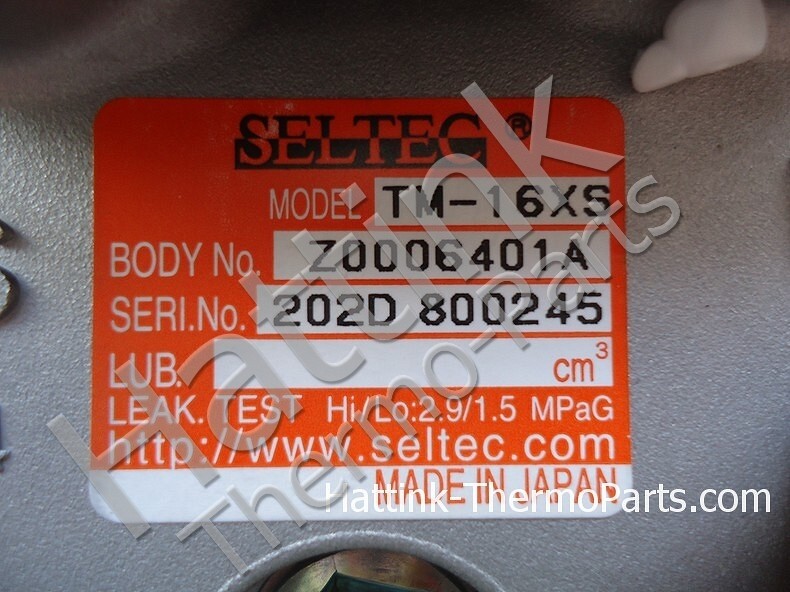 SELTEC ®
MODEL TM-16XS
BODY No. Z0006401A
SERI.No. 202D 800245
LUB. cm³
LEAK. TEST Hi/Lo:2.9/1.5 MPaG
http://www.seltec.com
MADE IN JAPAN
Hattink-ThermoParts.com
Hattink
Thermo-Parts